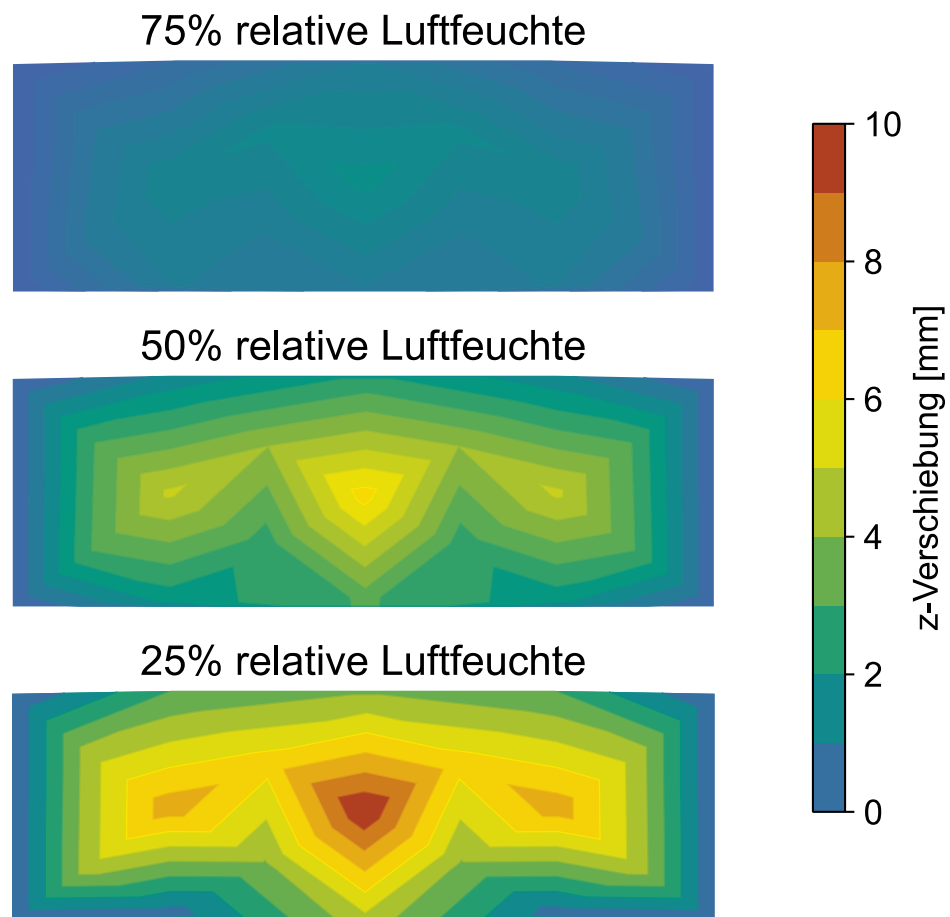 75% relative Luftfeuchte
50% relative Luftfeuchte
25% relative Luftfeuchte
10
8
6
4
2
0
z-Verschiebung [mm]